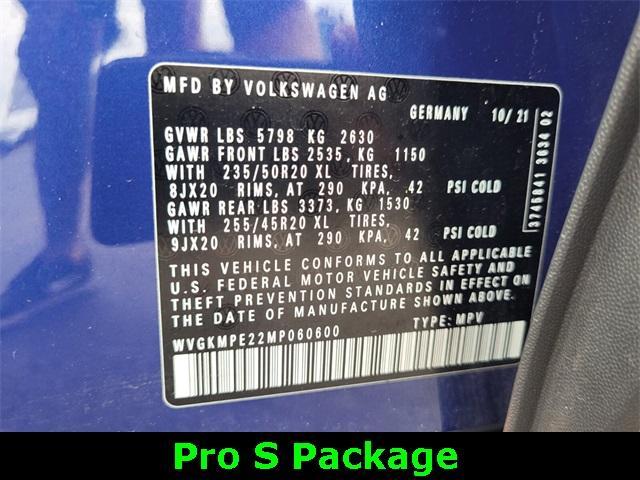 MFD BY VOLKSWAGEN AG
GERMANY 10/21
GVWR LBS 5798 KG 2630
GAWR FRONT LBS 2535, KG 1150
WITH 235/50R20 XL TIRES,
8JX20 RIMS, AT 290 KPA, 42 PSI COLD
GAWR REAR LBS 3373, KG 1530
WITH 255/45R20 XL TIRES,
9JX20 RIMS, AT 290 KPA, 42 PSI COLD
THIS VEHICLE CONFORMS TO ALL APPLICABLE
U.S. FEDERAL MOTOR VEHICLE SAFETY AND
THEFT PREVENTION STANDARDS IN EFFECT ON
THE DATE OF MANUFACTURE SHOWN ABOVE.
WVGKMPE22MP060600 TYPE: MPV
3745041 3034 02
Pro S Package